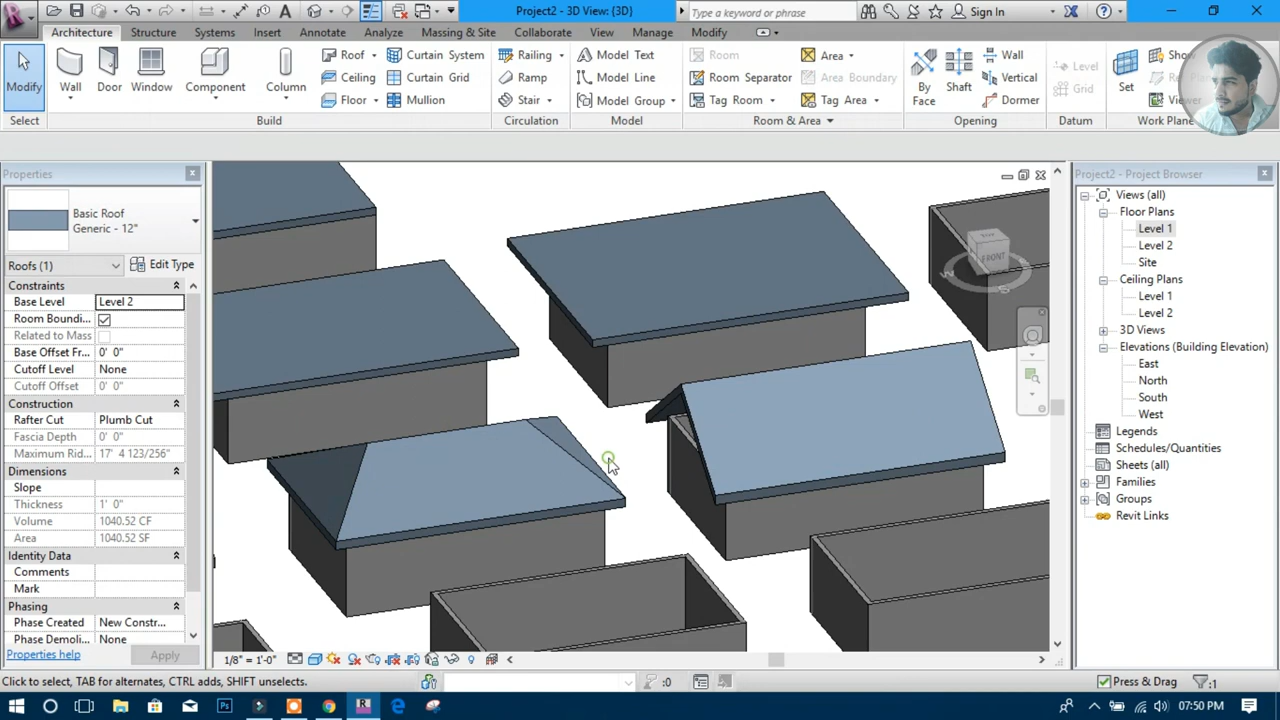 Project2 - 3D View: {3D}
Type a keyword or phrase
Sign In
Architecture Structure Systems Insert Annotate Analyze Massing & Site Collaborate View Manage Modify
Modify
Wall
Door
Window
Component
Column
Roof
Ceiling
Floor
Curtain System
Curtain Grid
Mullion
Railing
Ramp
Stair
Model Text
Model Line
Model Group
Room
Room Separator
Tag Room
Area
Area Boundary
Tag Area
By Face
Shaft
Wall
Vertical
Dormer
Level
Grid
Set
Show
Viewer
Select Build Circulation Model Room & Area Opening Datum Work Plane
Properties
Basic Roof
Generic - 12"
Roofs (1) Edit Type
Constraints
Base Level Level 2
Room Boundi...
Related to Mass
Base Offset Fr... 0' 0"
Cutoff Level None
Cutoff Offset 0' 0"
Construction
Rafter Cut Plumb Cut
Fascia Depth 0' 0"
Maximum Rid... 17' 4 123/256"
Dimensions
Slope
Thickness 1' 0"
Volume 1040.52 CF
Area 1040.52 SF
Identity Data
Comments
Mark
Phasing
Phase Created New Constr...
Phase Demoli... None
Properties help Apply
FRONT
W
S
1/8" = 1'-0"
Project2 - Project Browser
Views (all)
Floor Plans
Level 1
Level 2
Site
Ceiling Plans
Level 1
Level 2
3D Views
Elevations (Building Elevation)
East
North
South
West
Legends
Schedules/Quantities
Sheets (all)
Families
Groups
Revit Links
Click to select, TAB for alternates, CTRL adds, SHIFT unselects.
:0
Press & Drag
:1
07:50 PM